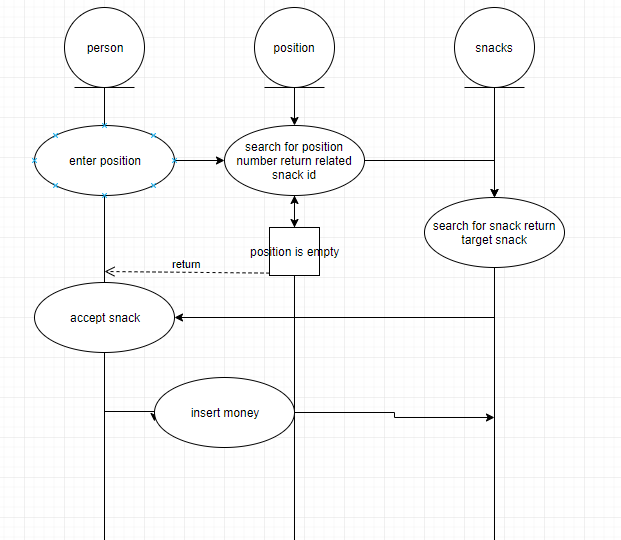 person
position
snacks
enter position
search for position
number return related
snack id
search for snack return
target snack
position is empty
return
accept snack
insert money